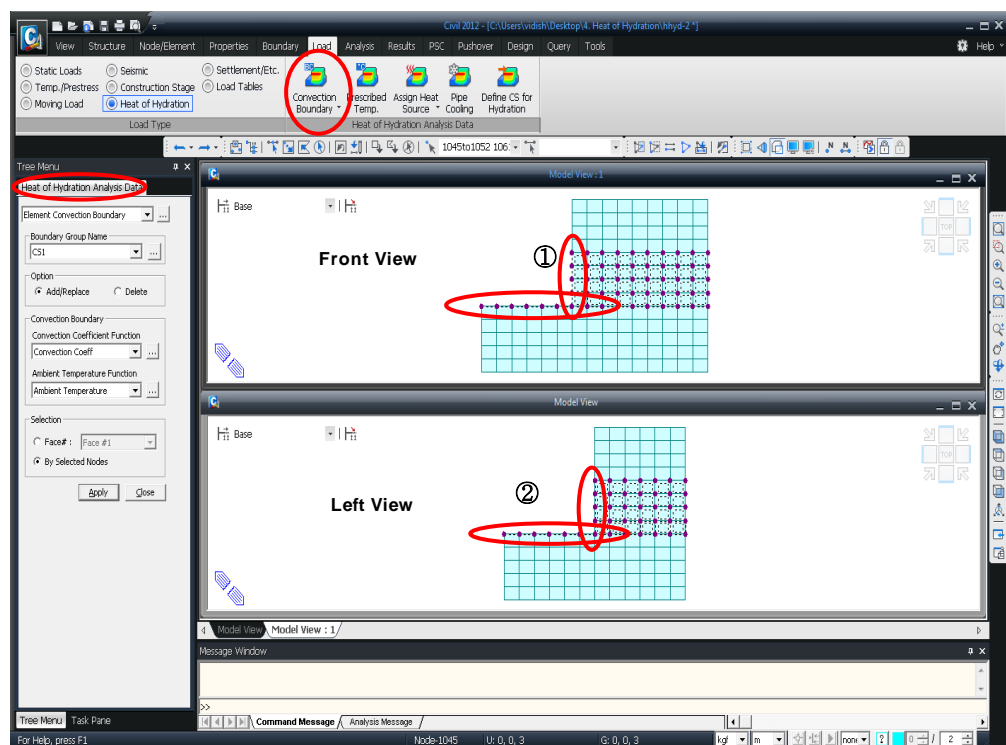 Civil 2012 - [C:\Users\vidish\Desktop\4. Heat of Hydration\hhyd-2 *]
View Structure Node/Element Properties Boundary Load Analysis Results PSC Pushover Design Query Tools Help
Static Loads Seismic Settlement/Etc.
Temp./Prestress Construction Stage Load Tables
Moving Load Heat of Hydration
Convection Boundary
Prescribed Temp.
Assign Heat Source
Pipe Cooling
Define CS for Hydration
Load Type Heat of Hydration Analysis Data
1045to1052 106:
Tree Menu
Heat of Hydration Analysis Data
Element Convection Boundary ...
Boundary Group Name
CS1 ...
Option
Add/Replace Delete
Convection Boundary
Convection Coefficient Function
Convection Coeff ...
Ambient Temperature Function
Ambient Temperature ...
Selection
Face# : Face #1
By Selected Nodes
Apply Close
Model View : 1
Base
TOP
Front View
①
Model View
Base
TOP
Left View
②
Model View Model View : 1
Message Window
>>
Command Message Analysis Message
Tree Menu Task Pane
For Help, press F1 Node-1045 U: 0, 0, 3 G: 0, 0, 3 kgf m non 0 / 2